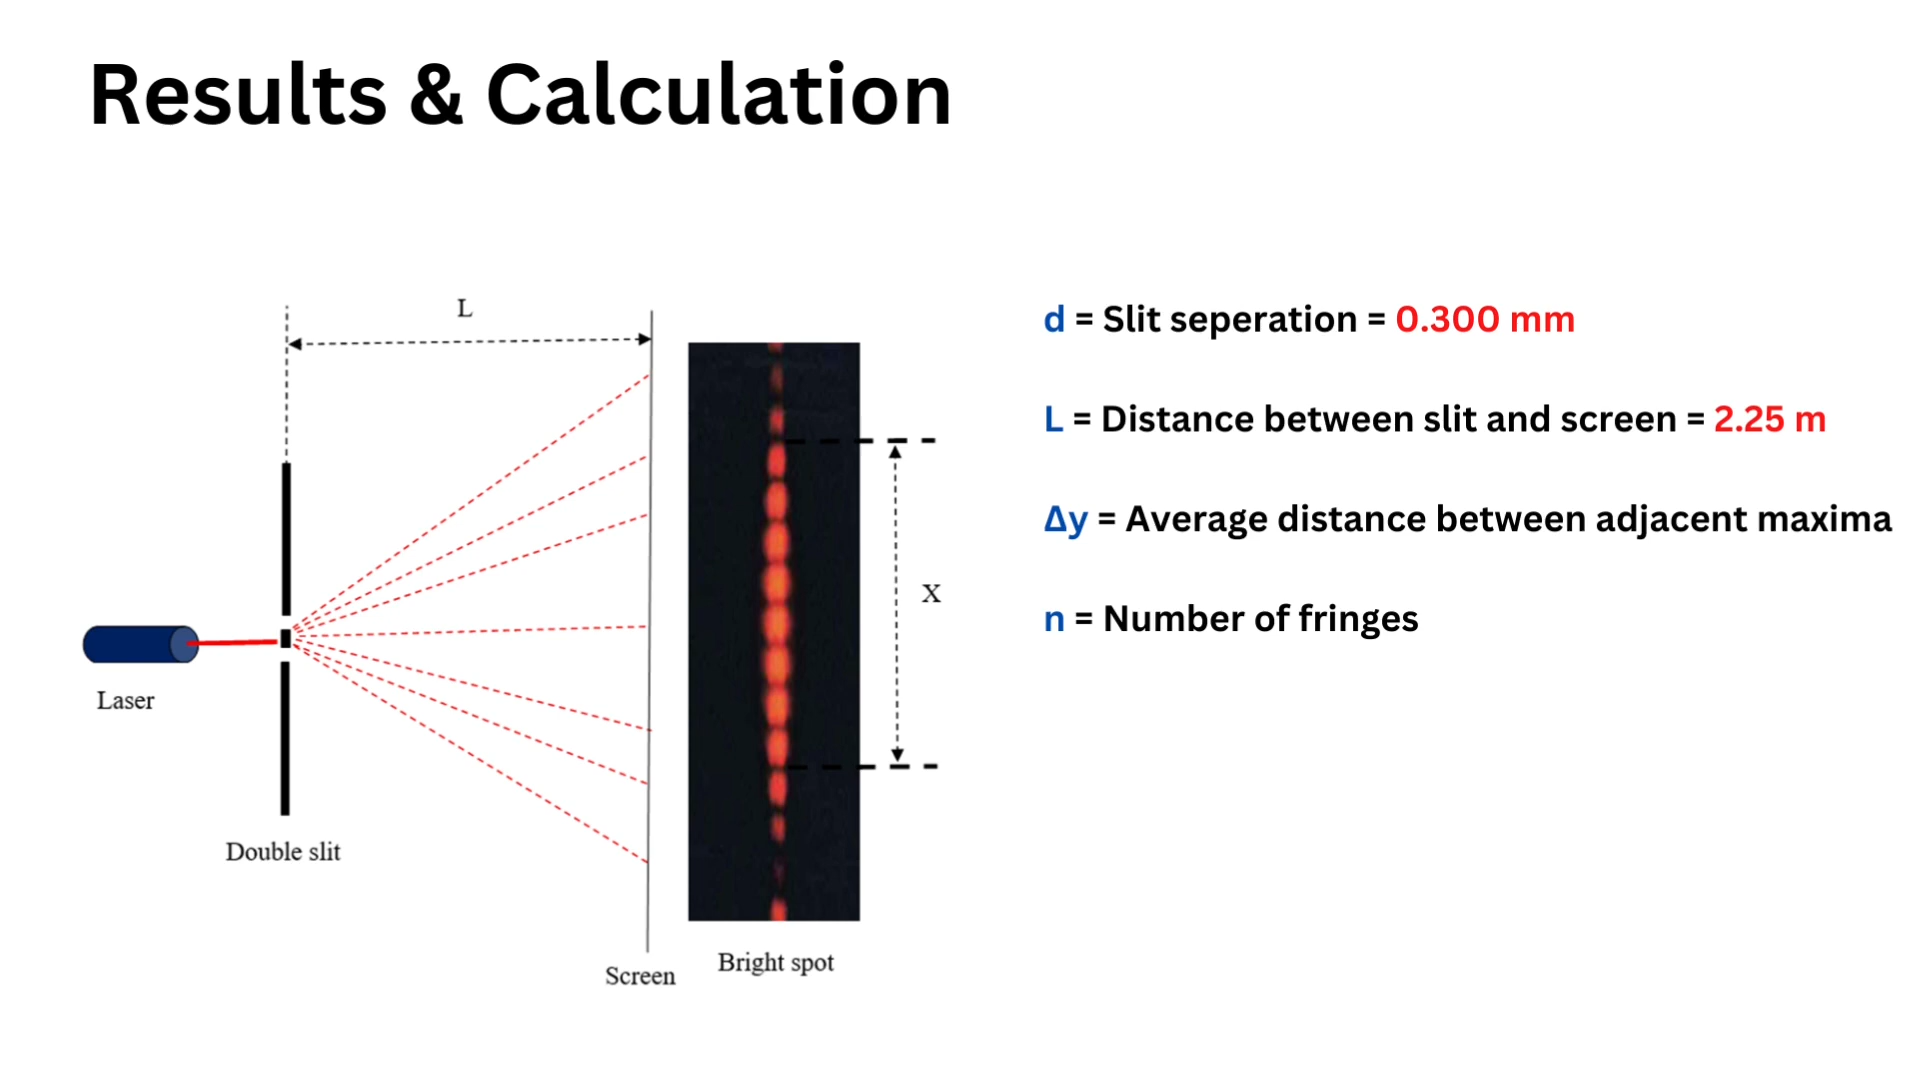 Results & Calculation
L
X
Laser
Double slit
Screen
Bright spot
d = Slit seperation = 0.300 mm
L = Distance between slit and screen = 2.25 m
Δy = Average distance between adjacent maxima
n = Number of fringes